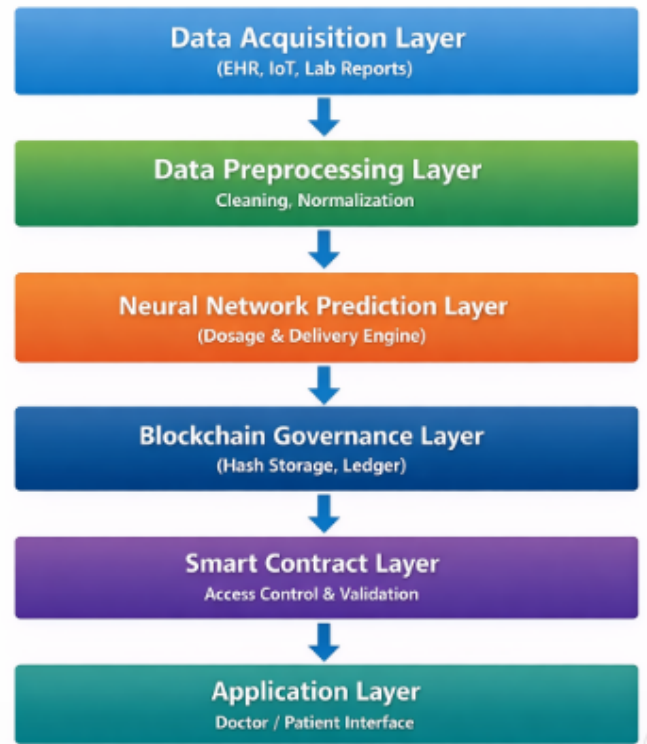 Data Acquisition Layer
(EHR, IoT, Lab Reports)
Data Preprocessing Layer
Cleaning, Normalization
Neural Network Prediction Layer
(Dosage & Delivery Engine)
Blockchain Governance Layer
(Hash Storage, Ledger)
Smart Contract Layer
Access Control & Validation
Application Layer
Doctor / Patient Interface